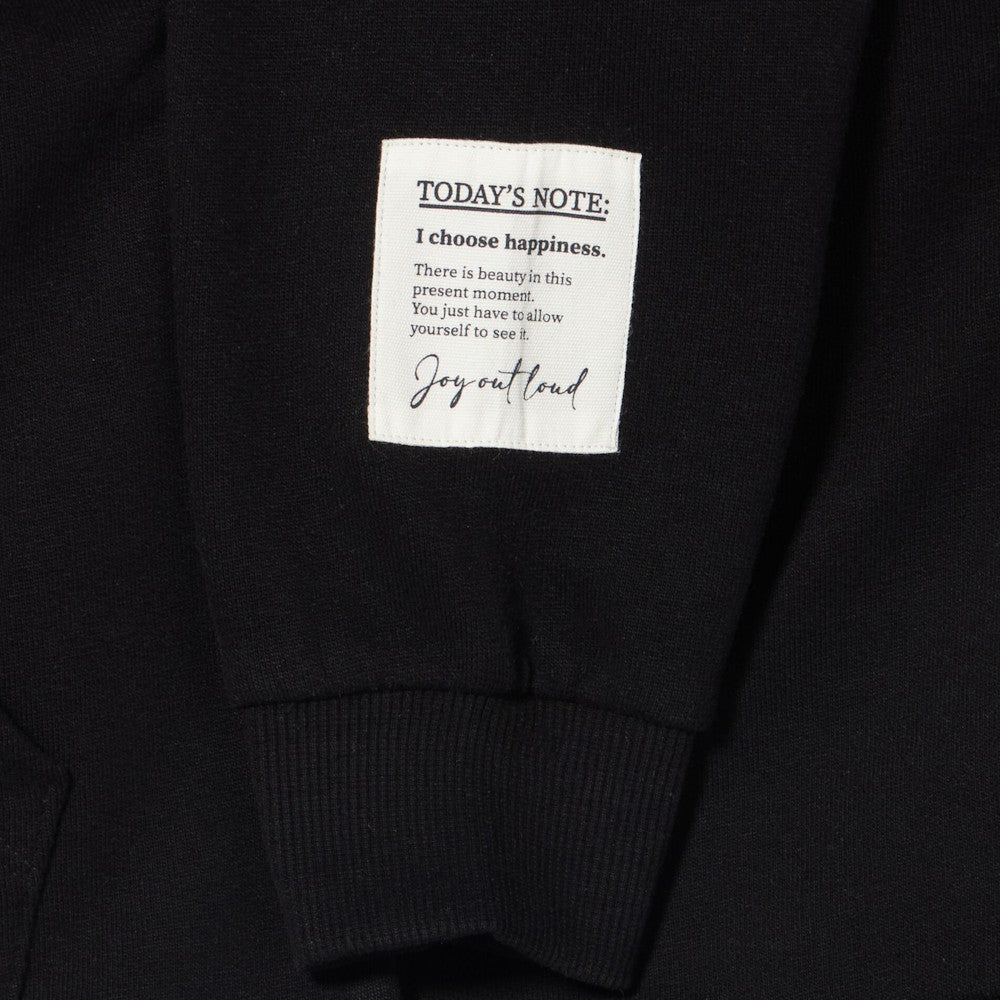 TODAY'S NOTE:
I choose happiness.
There is beauty in this
present moment.
You just have to allow
yourself to see it.
Joy out loud